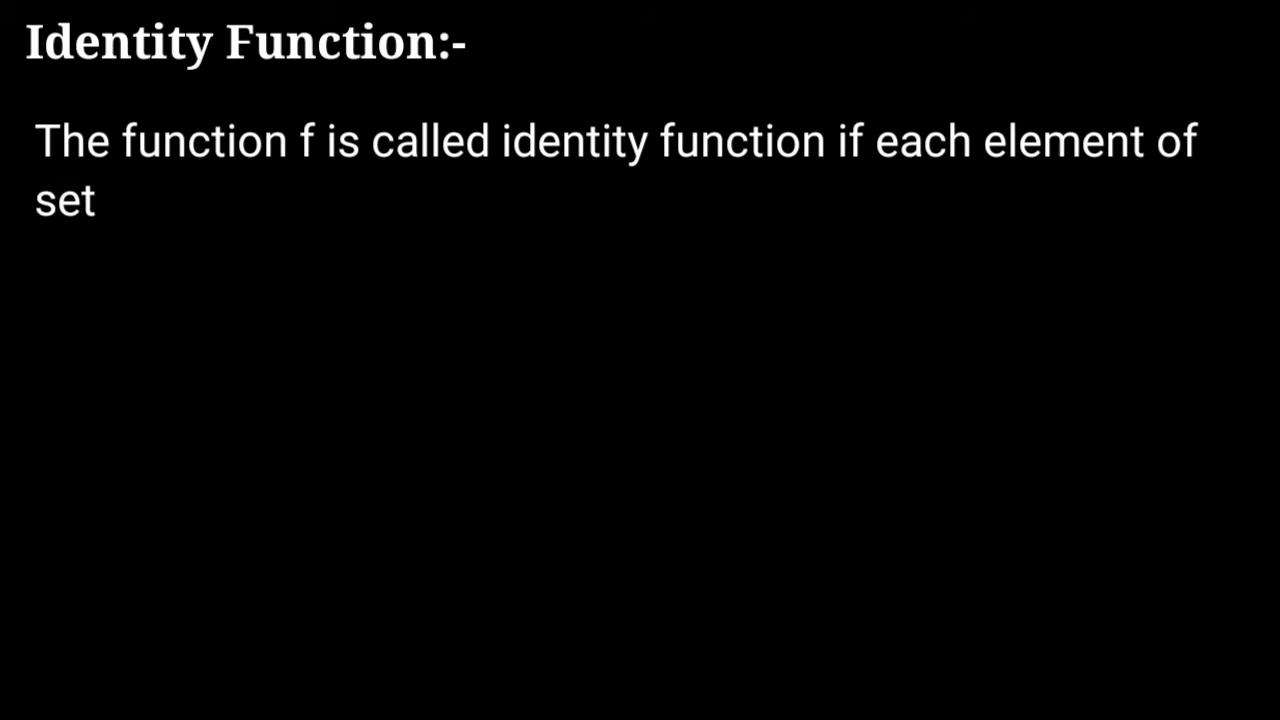 Identity Function:-
The function f is called identity function if each element of
set